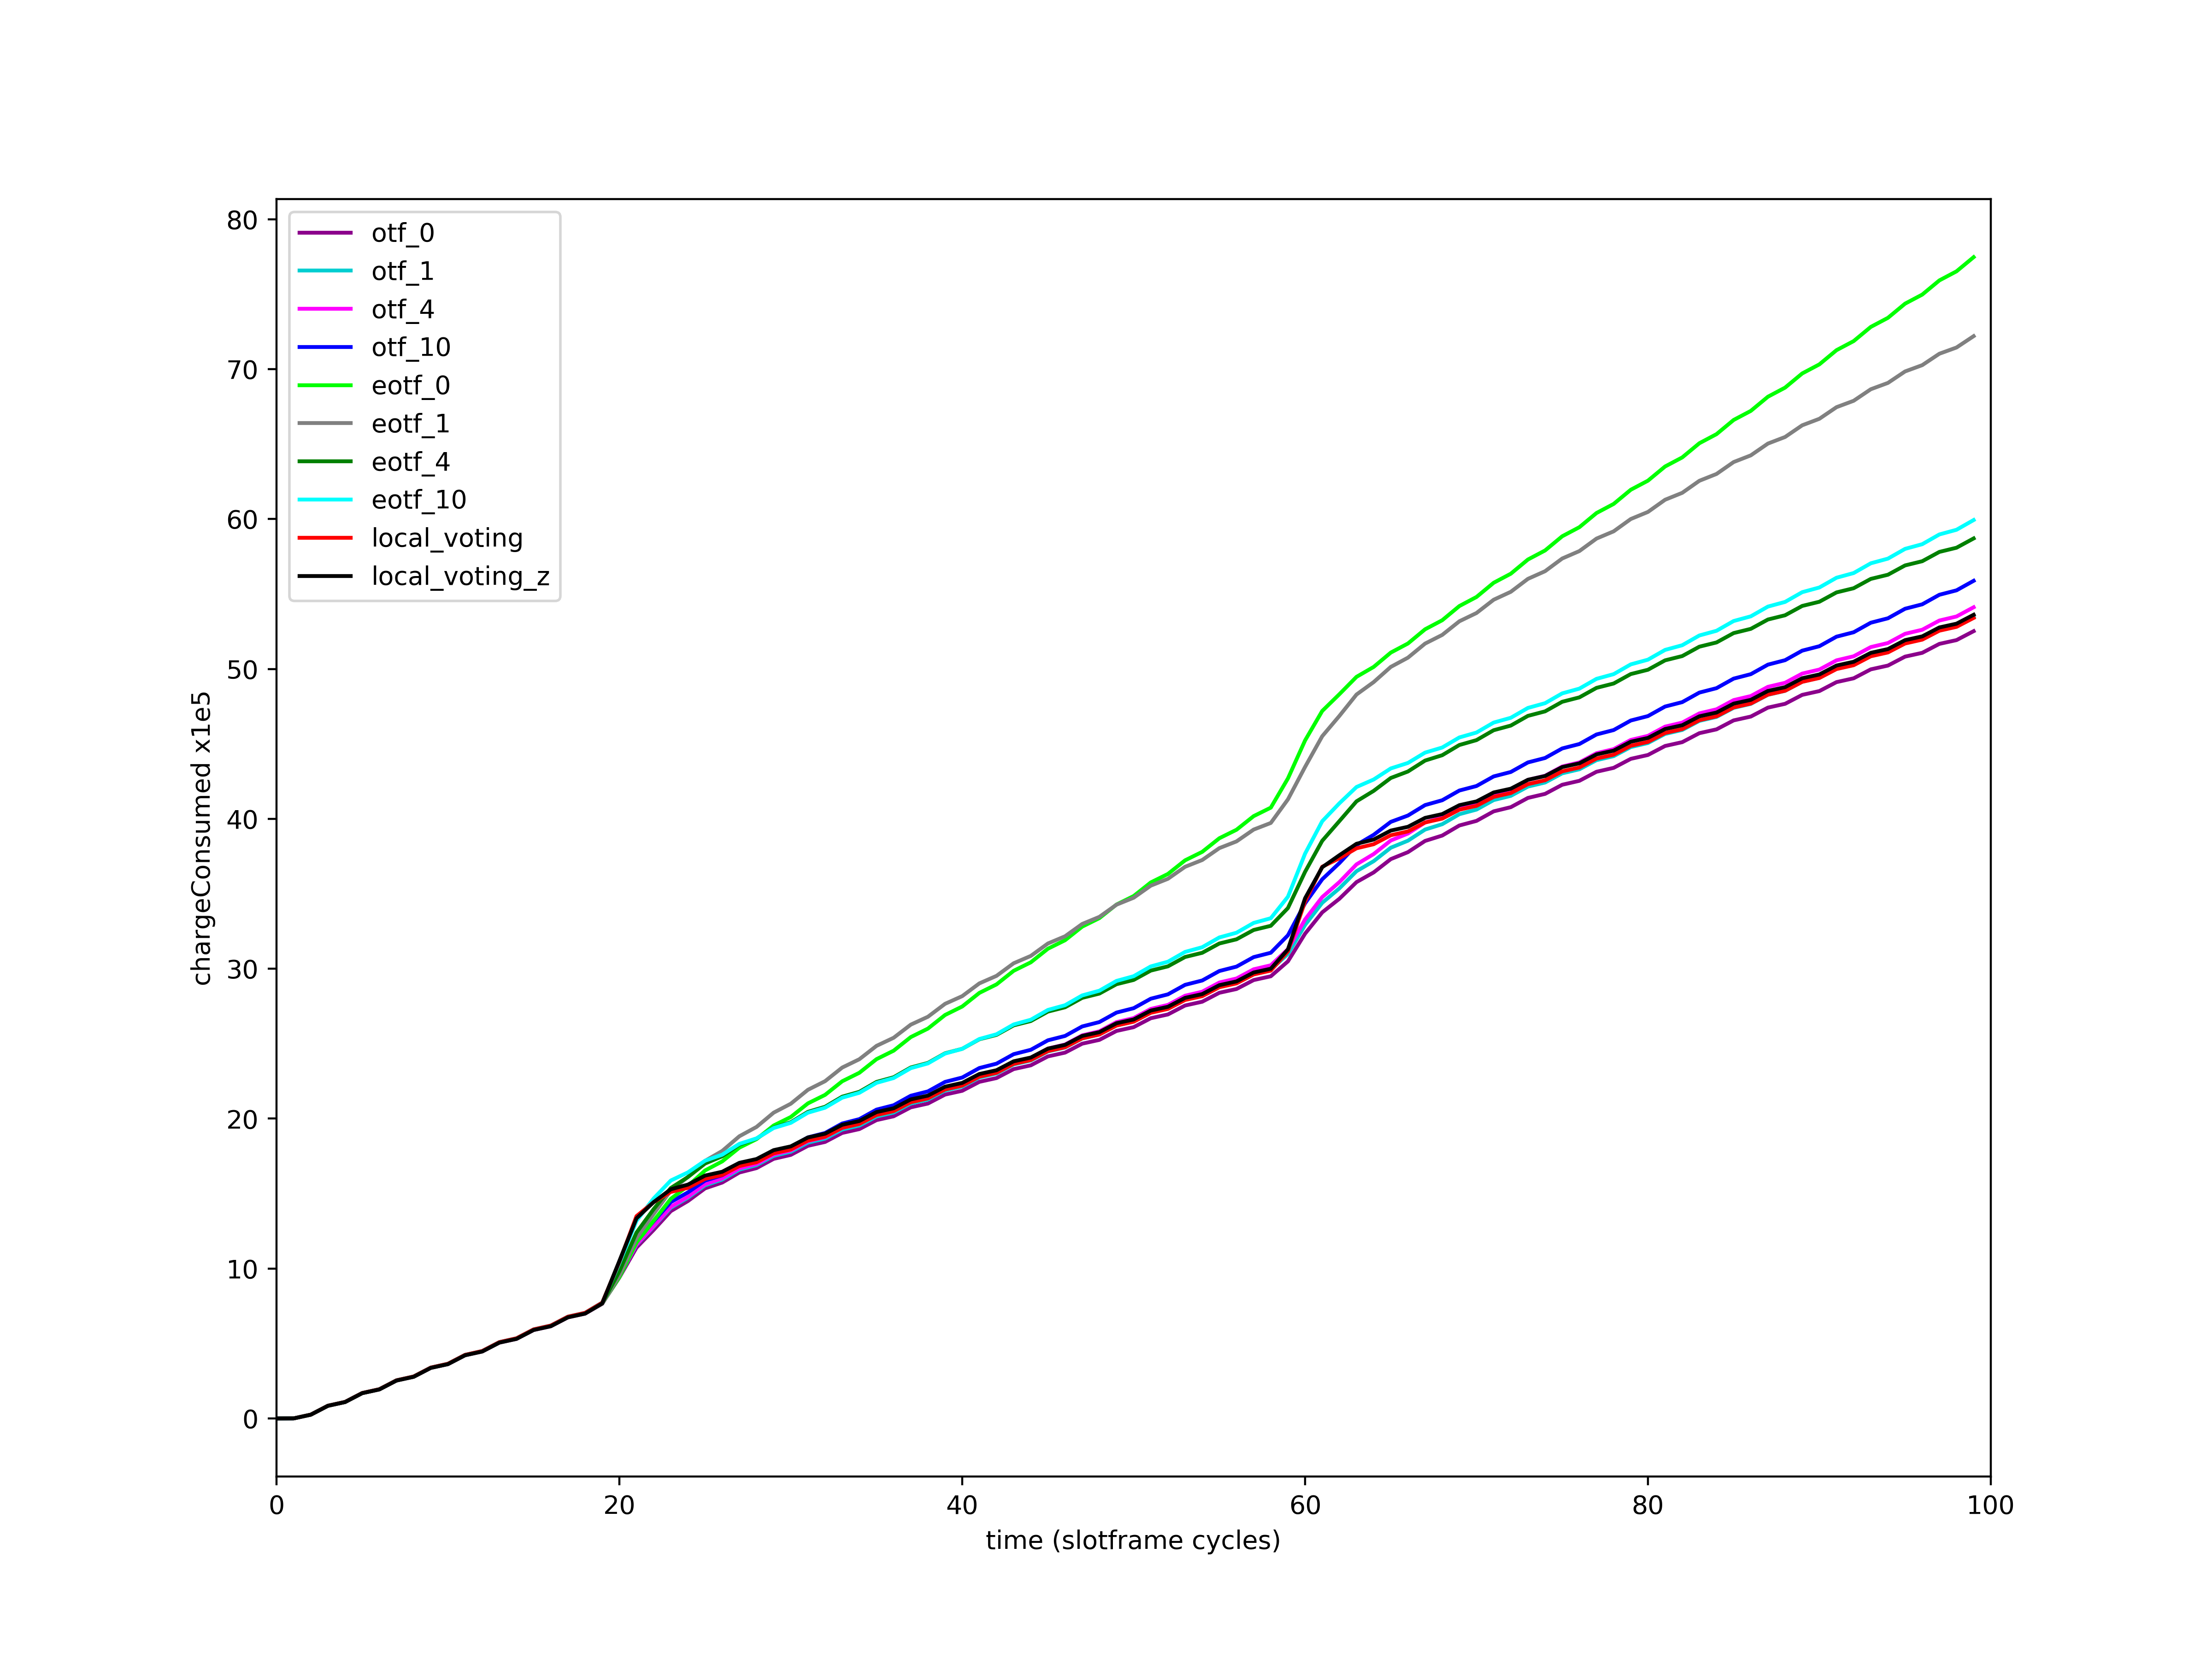 80
70
60
50
40
30
20
10
0
chargeConsumed x1e5
otf_0
otf_1
otf_4
otf_10
eotf_0
eotf_1
eotf_4
eotf_10
local_voting
local_voting_z
0 20 40 60 80 100
time (slotframe cycles)